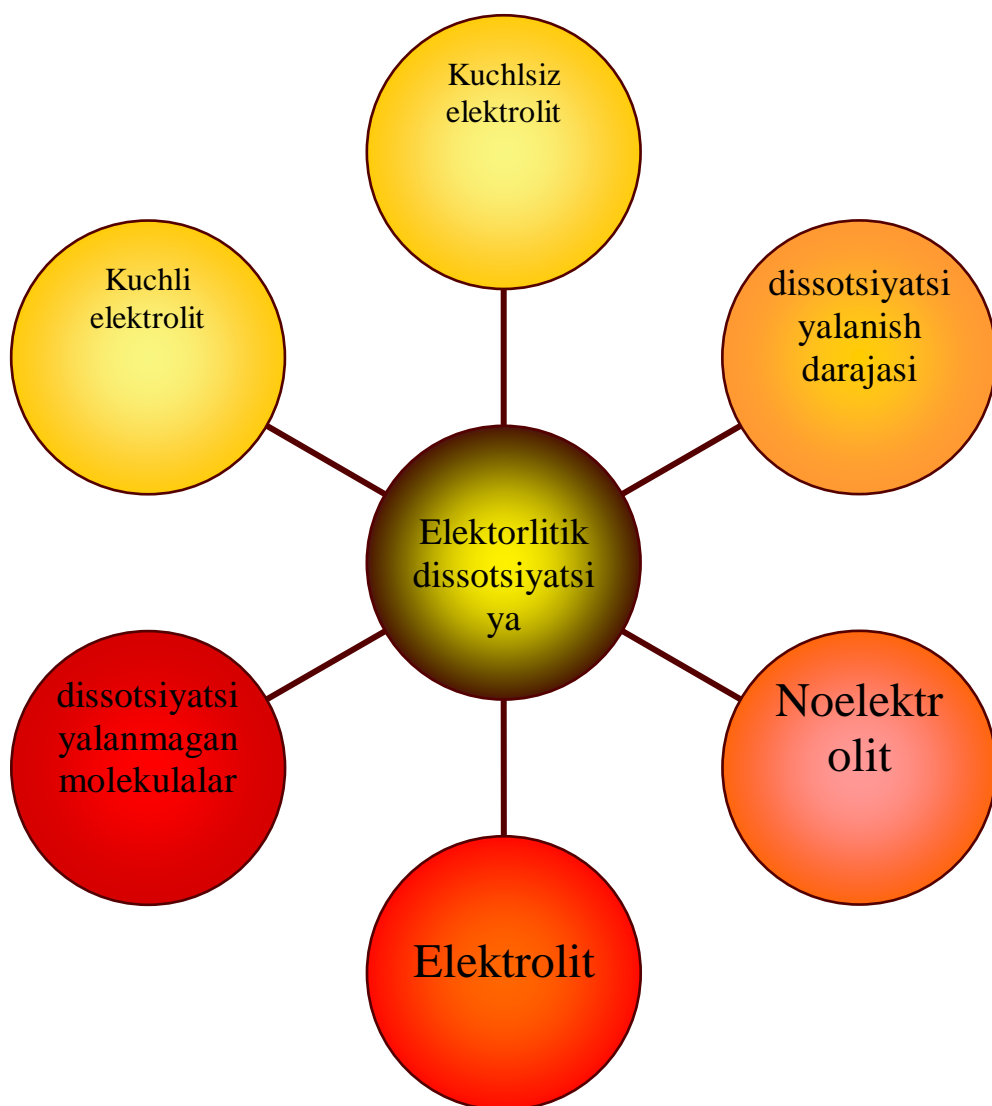 Kuchlsiz
elektrolit
Kuchli
elektrolit
dissotsiyatsi
yalanish
darajasi
Elektorlitik
dissotsiyatsi
ya
dissotsiyatsi
yalanmagan
molekulalar
Noelektr
olit
Elektrolit